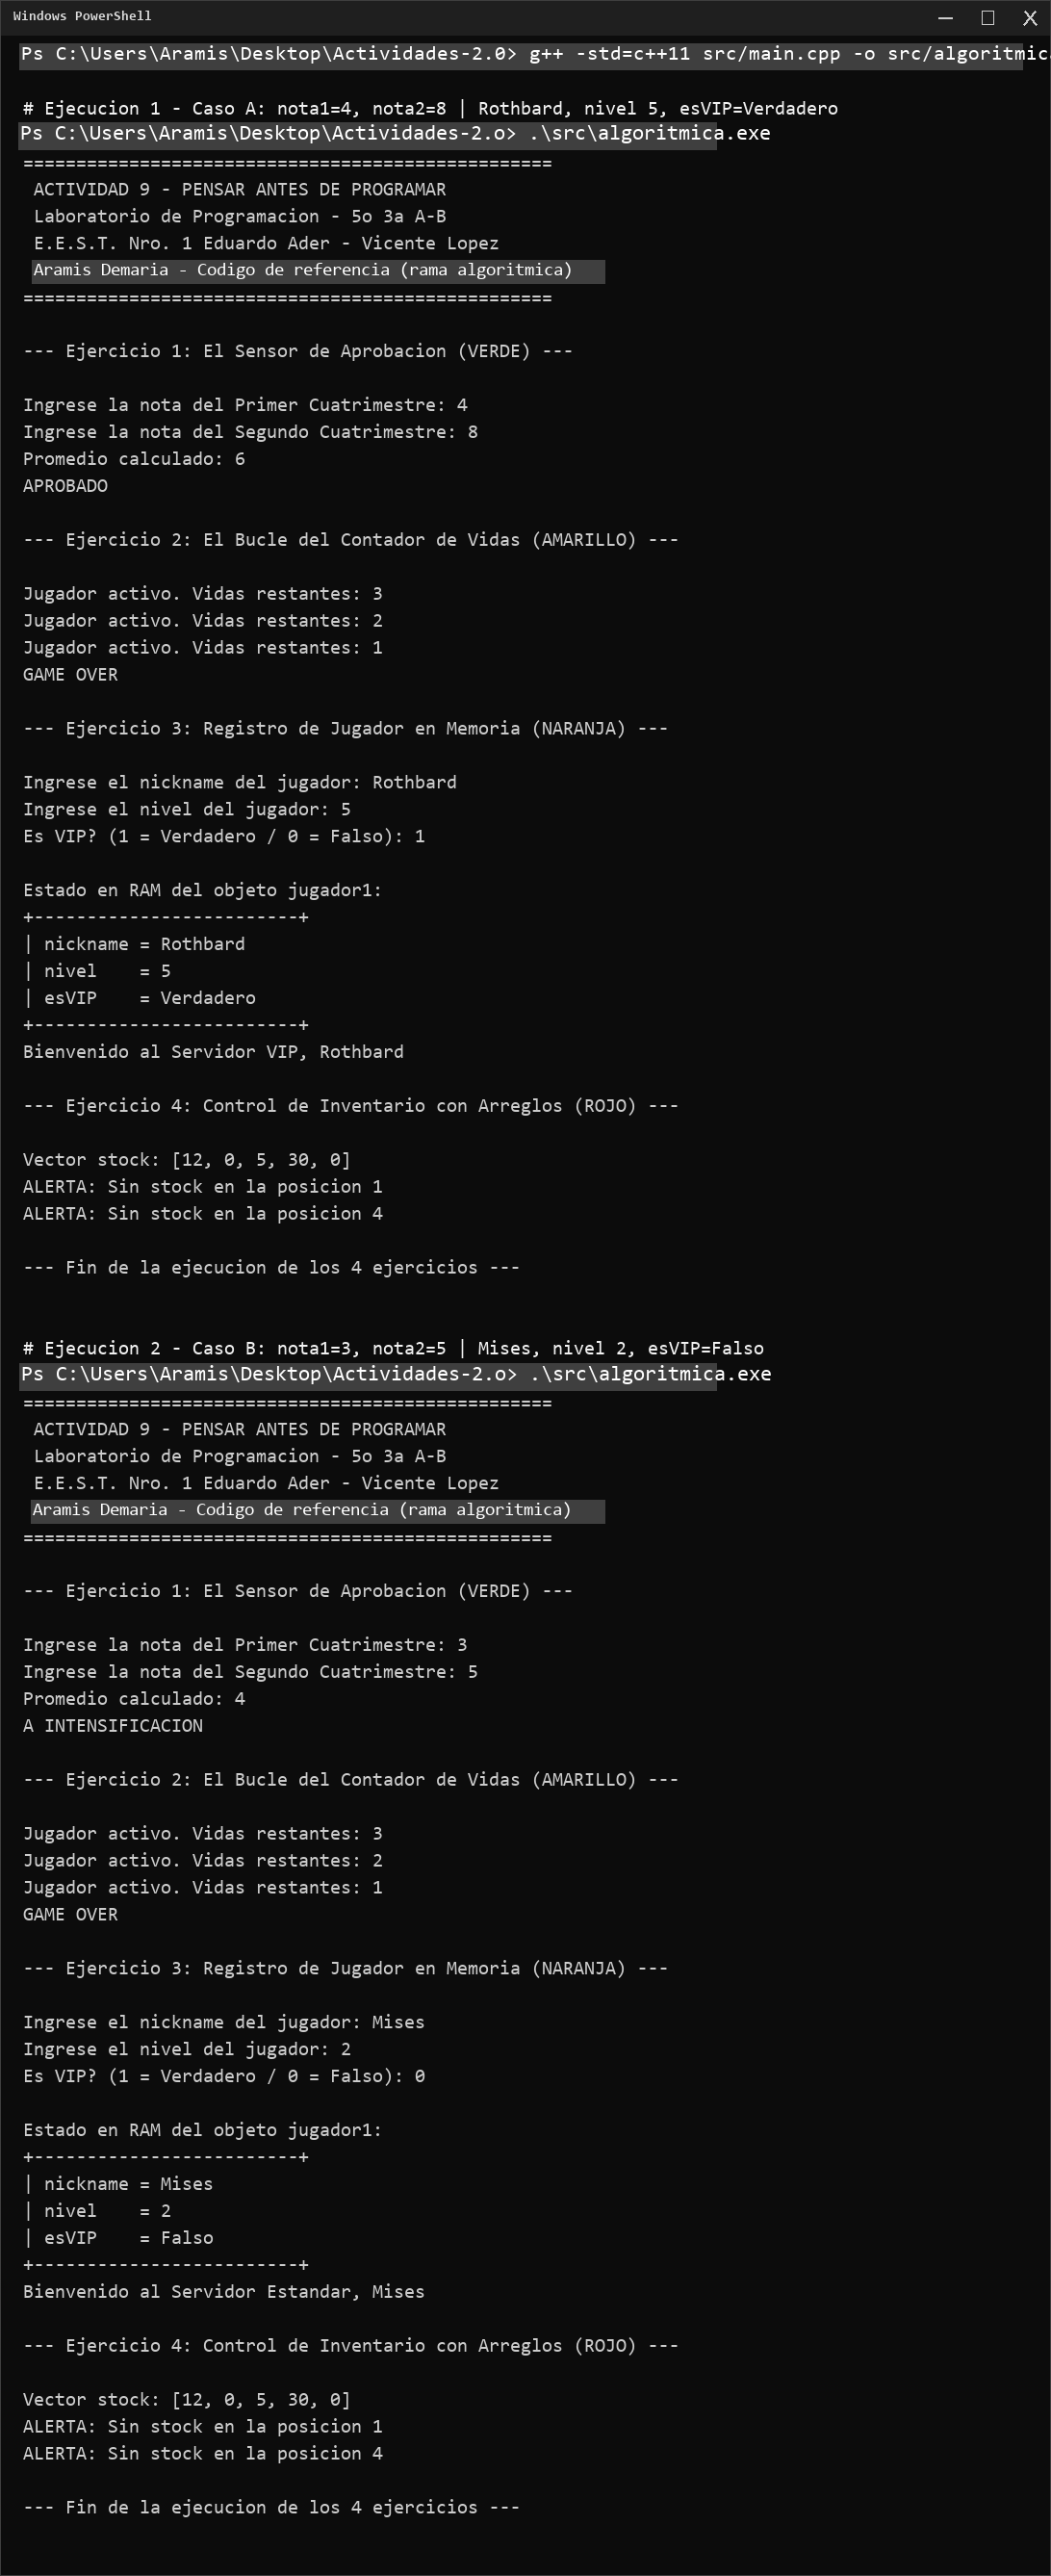 Windows PowerShell
Ps C:\Users\Aramis\Desktop\Actividades-2.0> g++ -std=c++11 src/main.cpp -o src/algoritmic
# Ejecucion 1 - Caso A: nota1=4, nota2=8 | Rothbard, nivel 5, esVIP=Verdadero
Ps C:\Users\Aramis\Desktop\Actividades-2.o> .\src\algoritmica.exe
==================================================
ACTIVIDAD 9 - PENSAR ANTES DE PROGRAMAR
Laboratorio de Programacion - 5o 3a A-B
E.E.S.T. Nro. 1 Eduardo Ader - Vicente Lopez
Aramis Demaria - Codigo de referencia (rama algoritmica)
==================================================
--- Ejercicio 1: El Sensor de Aprobacion (VERDE) ---
Ingrese la nota del Primer Cuatrimestre: 4
Ingrese la nota del Segundo Cuatrimestre: 8
Promedio calculado: 6
APROBADO
--- Ejercicio 2: El Bucle del Contador de Vidas (AMARILLO) ---
Jugador activo. Vidas restantes: 3
Jugador activo. Vidas restantes: 2
Jugador activo. Vidas restantes: 1
GAME OVER
--- Ejercicio 3: Registro de Jugador en Memoria (NARANJA) ---
Ingrese el nickname del jugador: Rothbard
Ingrese el nivel del jugador: 5
Es VIP? (1 = Verdadero / 0 = Falso): 1
Estado en RAM del objeto jugador1:
+-------------------------+
| nickname = Rothbard
| nivel    = 5
| esVIP    = Verdadero
+-------------------------+
Bienvenido al Servidor VIP, Rothbard
--- Ejercicio 4: Control de Inventario con Arreglos (ROJO) ---
Vector stock: [12, 0, 5, 30, 0]
ALERTA: Sin stock en la posicion 1
ALERTA: Sin stock en la posicion 4
--- Fin de la ejecucion de los 4 ejercicios ---
# Ejecucion 2 - Caso B: nota1=3, nota2=5 | Mises, nivel 2, esVIP=Falso
Ps C:\Users\Aramis\Desktop\Actividades-2.o> .\src\algoritmica.exe
==================================================
ACTIVIDAD 9 - PENSAR ANTES DE PROGRAMAR
Laboratorio de Programacion - 5o 3a A-B
E.E.S.T. Nro. 1 Eduardo Ader - Vicente Lopez
Aramis Demaria - Codigo de referencia (rama algoritmica)
==================================================
--- Ejercicio 1: El Sensor de Aprobacion (VERDE) ---
Ingrese la nota del Primer Cuatrimestre: 3
Ingrese la nota del Segundo Cuatrimestre: 5
Promedio calculado: 4
A INTENSIFICACION
--- Ejercicio 2: El Bucle del Contador de Vidas (AMARILLO) ---
Jugador activo. Vidas restantes: 3
Jugador activo. Vidas restantes: 2
Jugador activo. Vidas restantes: 1
GAME OVER
--- Ejercicio 3: Registro de Jugador en Memoria (NARANJA) ---
Ingrese el nickname del jugador: Mises
Ingrese el nivel del jugador: 2
Es VIP? (1 = Verdadero / 0 = Falso): 0
Estado en RAM del objeto jugador1:
+-------------------------+
| nickname = Mises
| nivel    = 2
| esVIP    = Falso
+-------------------------+
Bienvenido al Servidor Estandar, Mises
--- Ejercicio 4: Control de Inventario con Arreglos (ROJO) ---
Vector stock: [12, 0, 5, 30, 0]
ALERTA: Sin stock en la posicion 1
ALERTA: Sin stock en la posicion 4
--- Fin de la ejecucion de los 4 ejercicios ---